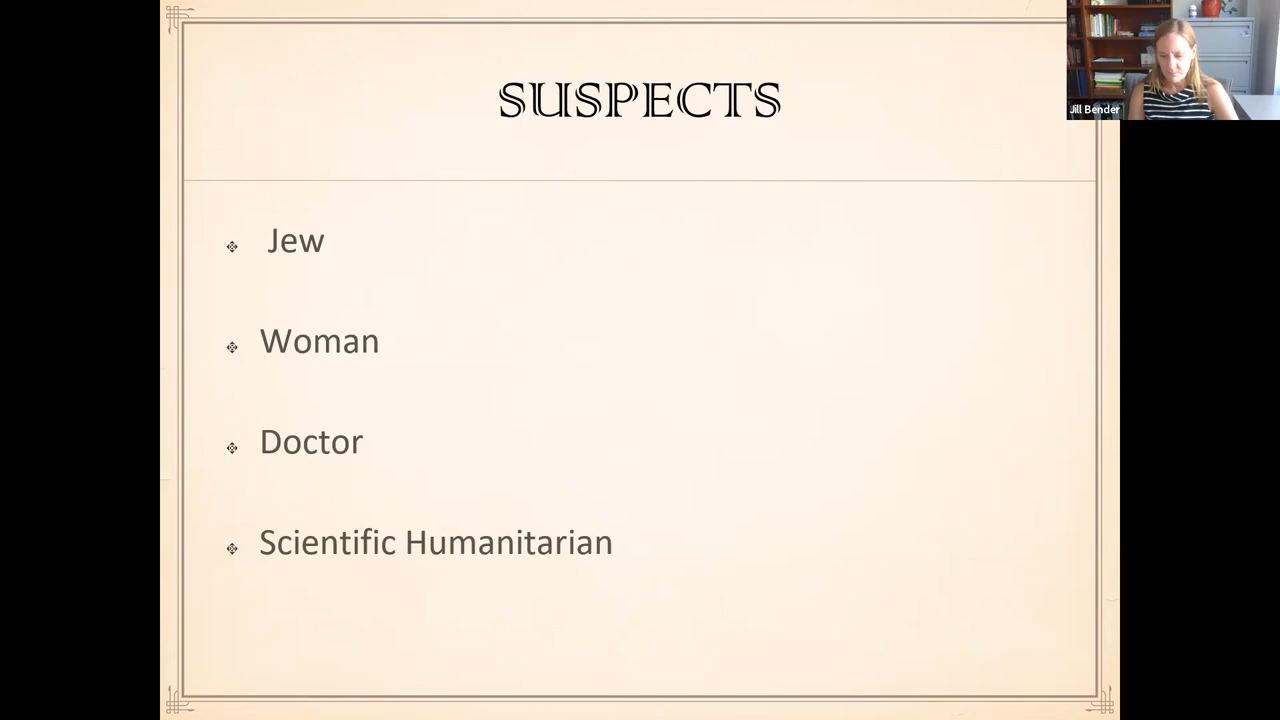 SUSPECTS
Jill Bender
Jew
Woman
Doctor
Scientific Humanitarian